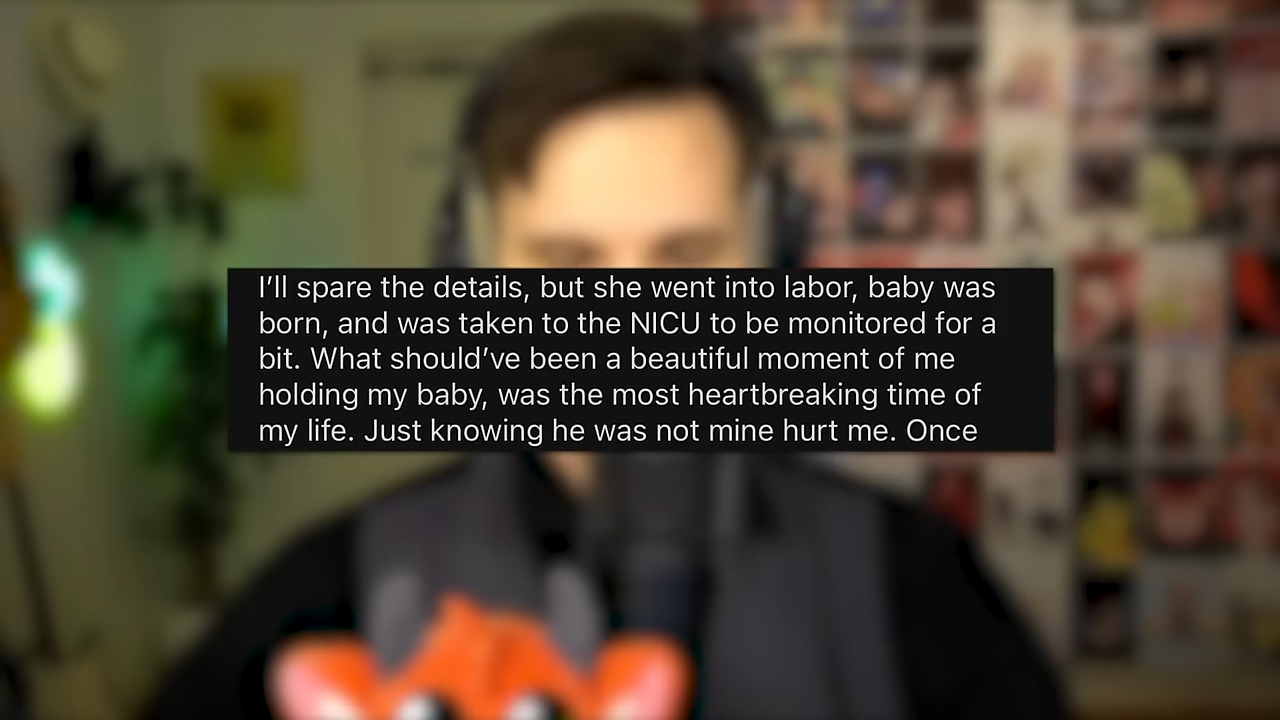 I’ll spare the details, but she went into labor, baby was
born, and was taken to the NICU to be monitored for a
bit. What should’ve been a beautiful moment of me
holding my baby, was the most heartbreaking time of
my life. Just knowing he was not mine hurt me. Once